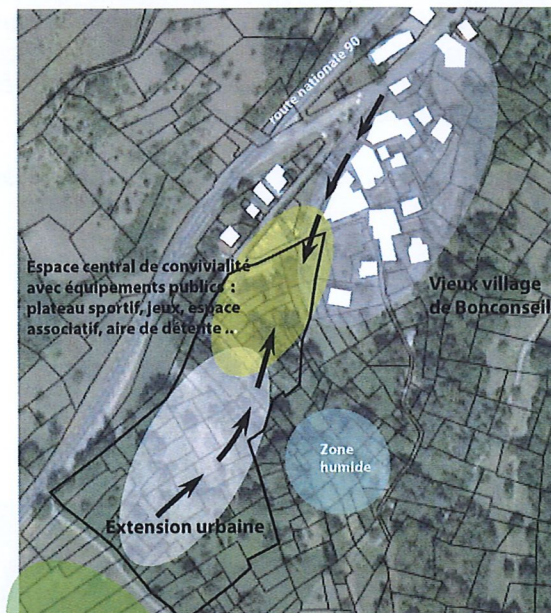 route nationale 90
Espace central de convivialité
avec équipements publics :
plateau sportif, jeux, espace
associatif, aire de détente ...
Vieux village
de Bonconseil
Zone
humide
Extension urbaine